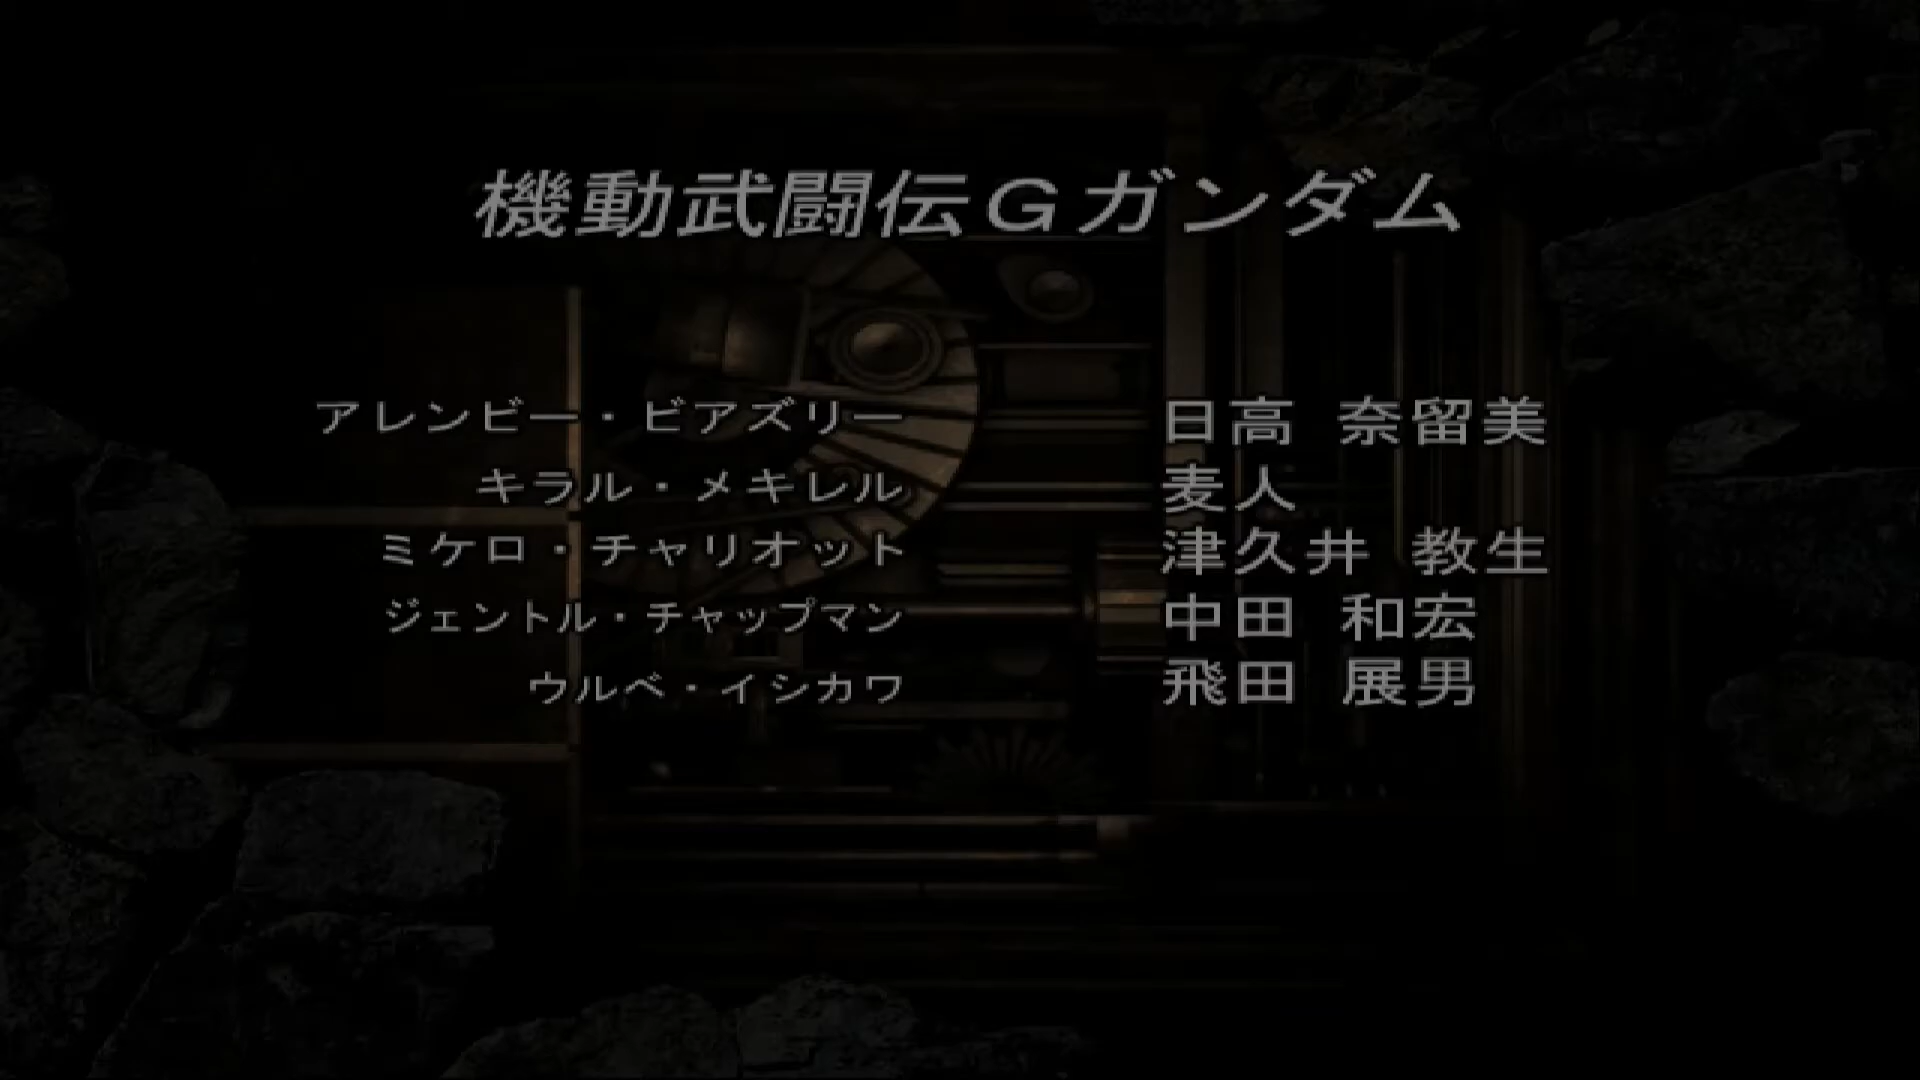 機動武闘伝Gガンダム
アレンビー・ビアズリー 日高 奈留美
キラル・メキレル 麦人
ミケロ・チャリオット 津久井 教生
ジェントル・チャップマン 中田 和宏
ウルベ・イシカワ 飛田 展男